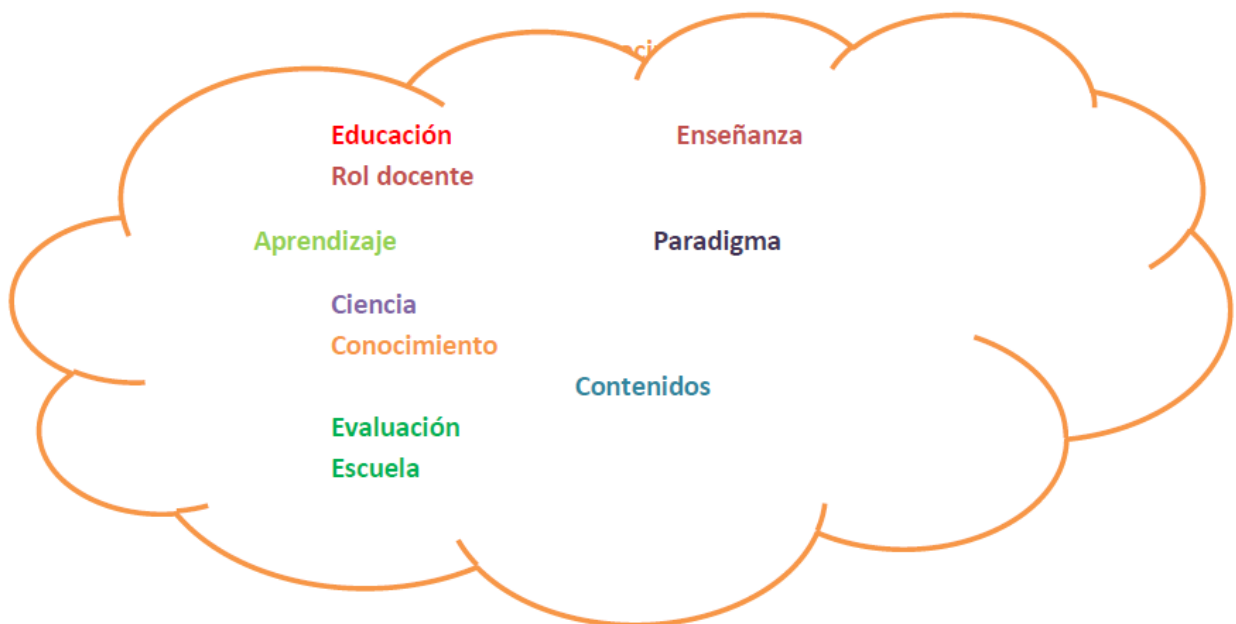 Educación Enseñanza
Rol docente
Aprendizaje Paradigma
Ciencia
Conocimiento
Contenidos
Evaluación
Escuela